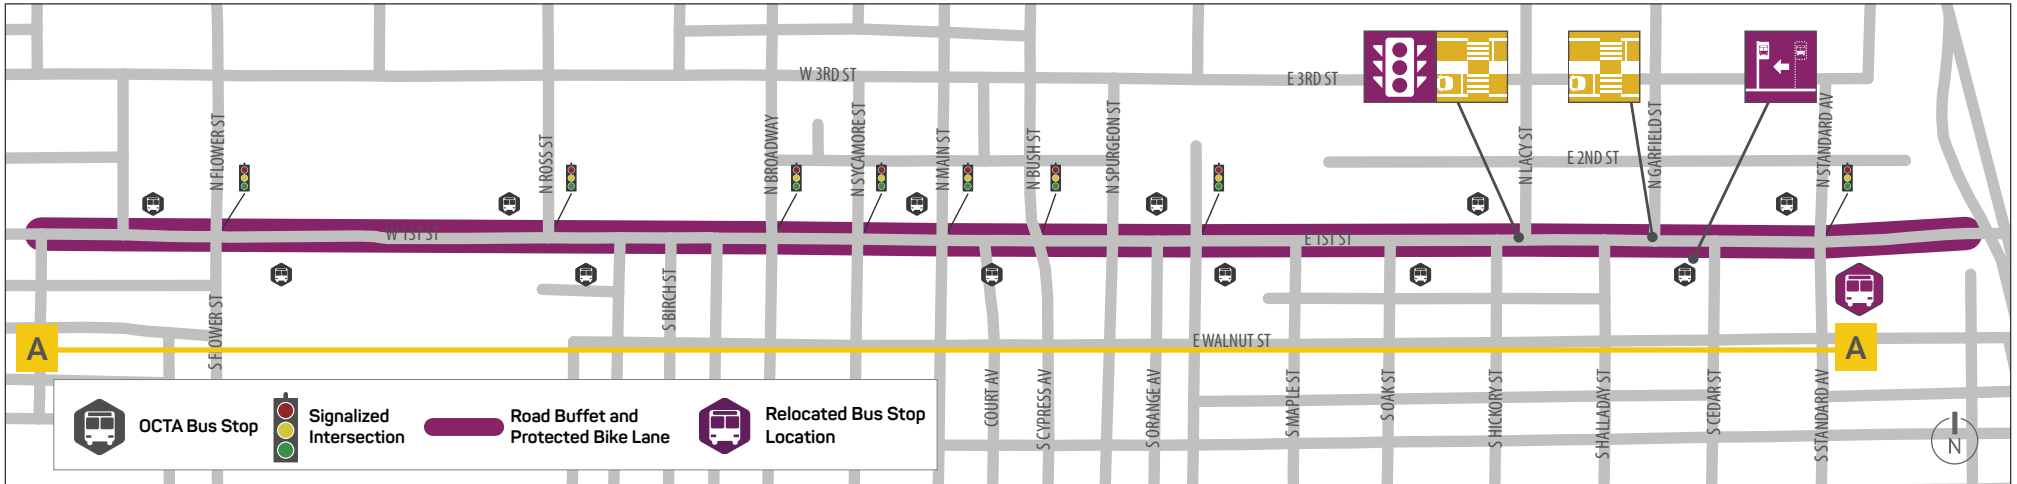 W 3RD ST
E 3RD ST
E 2ND ST
N FLOWER ST
N ROSS ST
N BROADWAY
N SYCAMORE ST
N MAIN ST
N BUSH ST
N SPURGEON ST
N LACY ST
N GARFIELD ST
N STANDARD AV
W 1ST ST
E 1ST ST
S FLOWER ST
S BIRCH ST
E WALNUT ST
A
A
COURT AV
S CYPRESS AV
S ORANGE AV
S MAPLE ST
S OAK ST
S HICKORY ST
S HALLADAY ST
S CEDAR ST
S STANDARD AV
OCTA Bus Stop
Signalized
Intersection
Road Buffet and
Protected Bike Lane
Relocated Bus Stop
Location
N